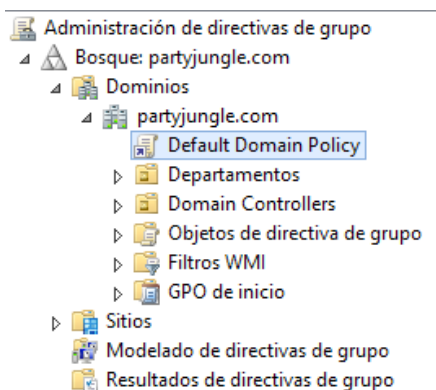 Administración de directivas de grupo
Bosque: partyjungle.com
Dominios
partyjungle.com
Default Domain Policy
Departamentos
Domain Controllers
Objetos de directiva de grupo
Filtros WMI
GPO de inicio
Sitios
Modelado de directivas de grupo
Resultados de directivas de grupo